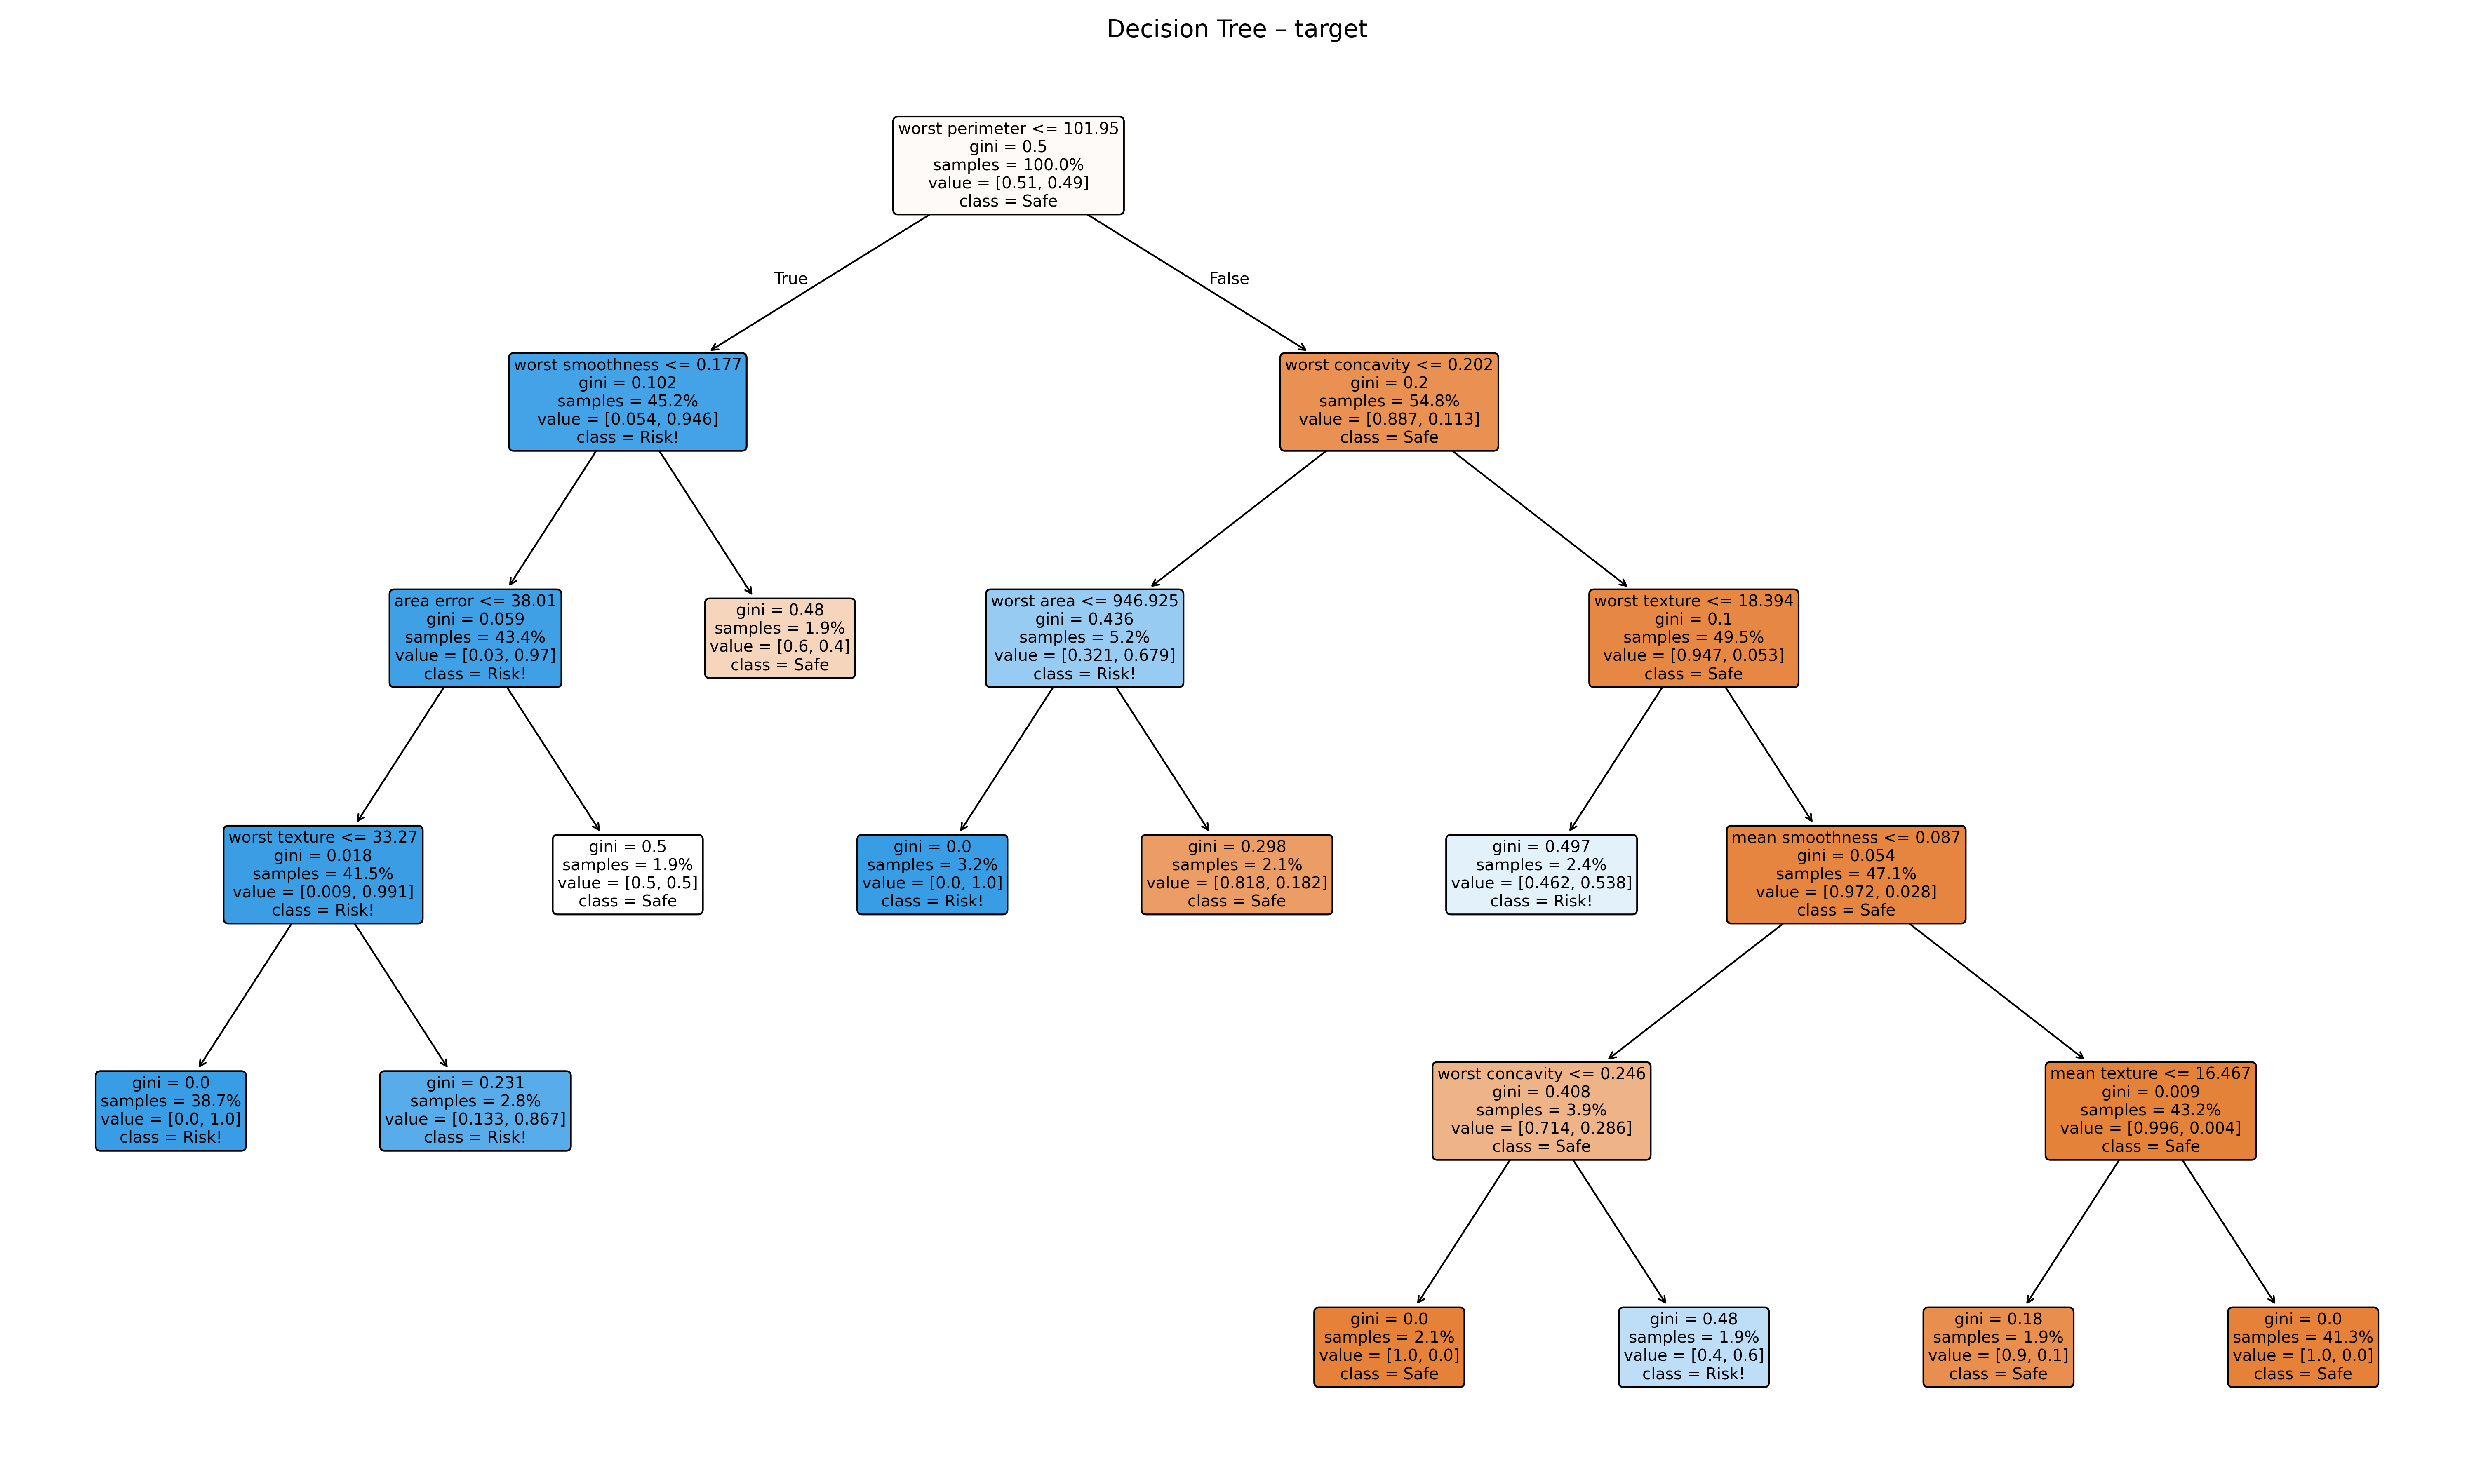 Decision Tree – target
worst perimeter <= 101.95
gini = 0.5
samples = 100.0%
value = [0.51, 0.49]
class = Safe
True
False
worst smoothness <= 0.177
gini = 0.102
samples = 45.2%
value = [0.054, 0.946]
class = Risk!
worst concavity <= 0.202
gini = 0.2
samples = 54.8%
value = [0.887, 0.113]
class = Safe
area error <= 38.01
gini = 0.059
samples = 43.4%
value = [0.03, 0.97]
class = Risk!
gini = 0.48
samples = 1.9%
value = [0.6, 0.4]
class = Safe
worst area <= 946.925
gini = 0.436
samples = 5.2%
value = [0.321, 0.679]
class = Risk!
worst texture <= 18.394
gini = 0.1
samples = 49.5%
value = [0.947, 0.053]
class = Safe
worst texture <= 33.27
gini = 0.018
samples = 41.5%
value = [0.009, 0.991]
class = Risk!
gini = 0.5
samples = 1.9%
value = [0.5, 0.5]
class = Safe
gini = 0.0
samples = 3.2%
value = [0.0, 1.0]
class = Risk!
gini = 0.298
samples = 2.1%
value = [0.818, 0.182]
class = Safe
gini = 0.497
samples = 2.4%
value = [0.462, 0.538]
class = Risk!
mean smoothness <= 0.087
gini = 0.054
samples = 47.1%
value = [0.972, 0.028]
class = Safe
gini = 0.0
samples = 38.7%
value = [0.0, 1.0]
class = Risk!
gini = 0.231
samples = 2.8%
value = [0.133, 0.867]
class = Risk!
worst concavity <= 0.246
gini = 0.408
samples = 3.9%
value = [0.714, 0.286]
class = Safe
mean texture <= 16.467
gini = 0.009
samples = 43.2%
value = [0.996, 0.004]
class = Safe
gini = 0.0
samples = 2.1%
value = [1.0, 0.0]
class = Safe
gini = 0.48
samples = 1.9%
value = [0.4, 0.6]
class = Risk!
gini = 0.18
samples = 1.9%
value = [0.9, 0.1]
class = Safe
gini = 0.0
samples = 41.3%
value = [1.0, 0.0]
class = Safe